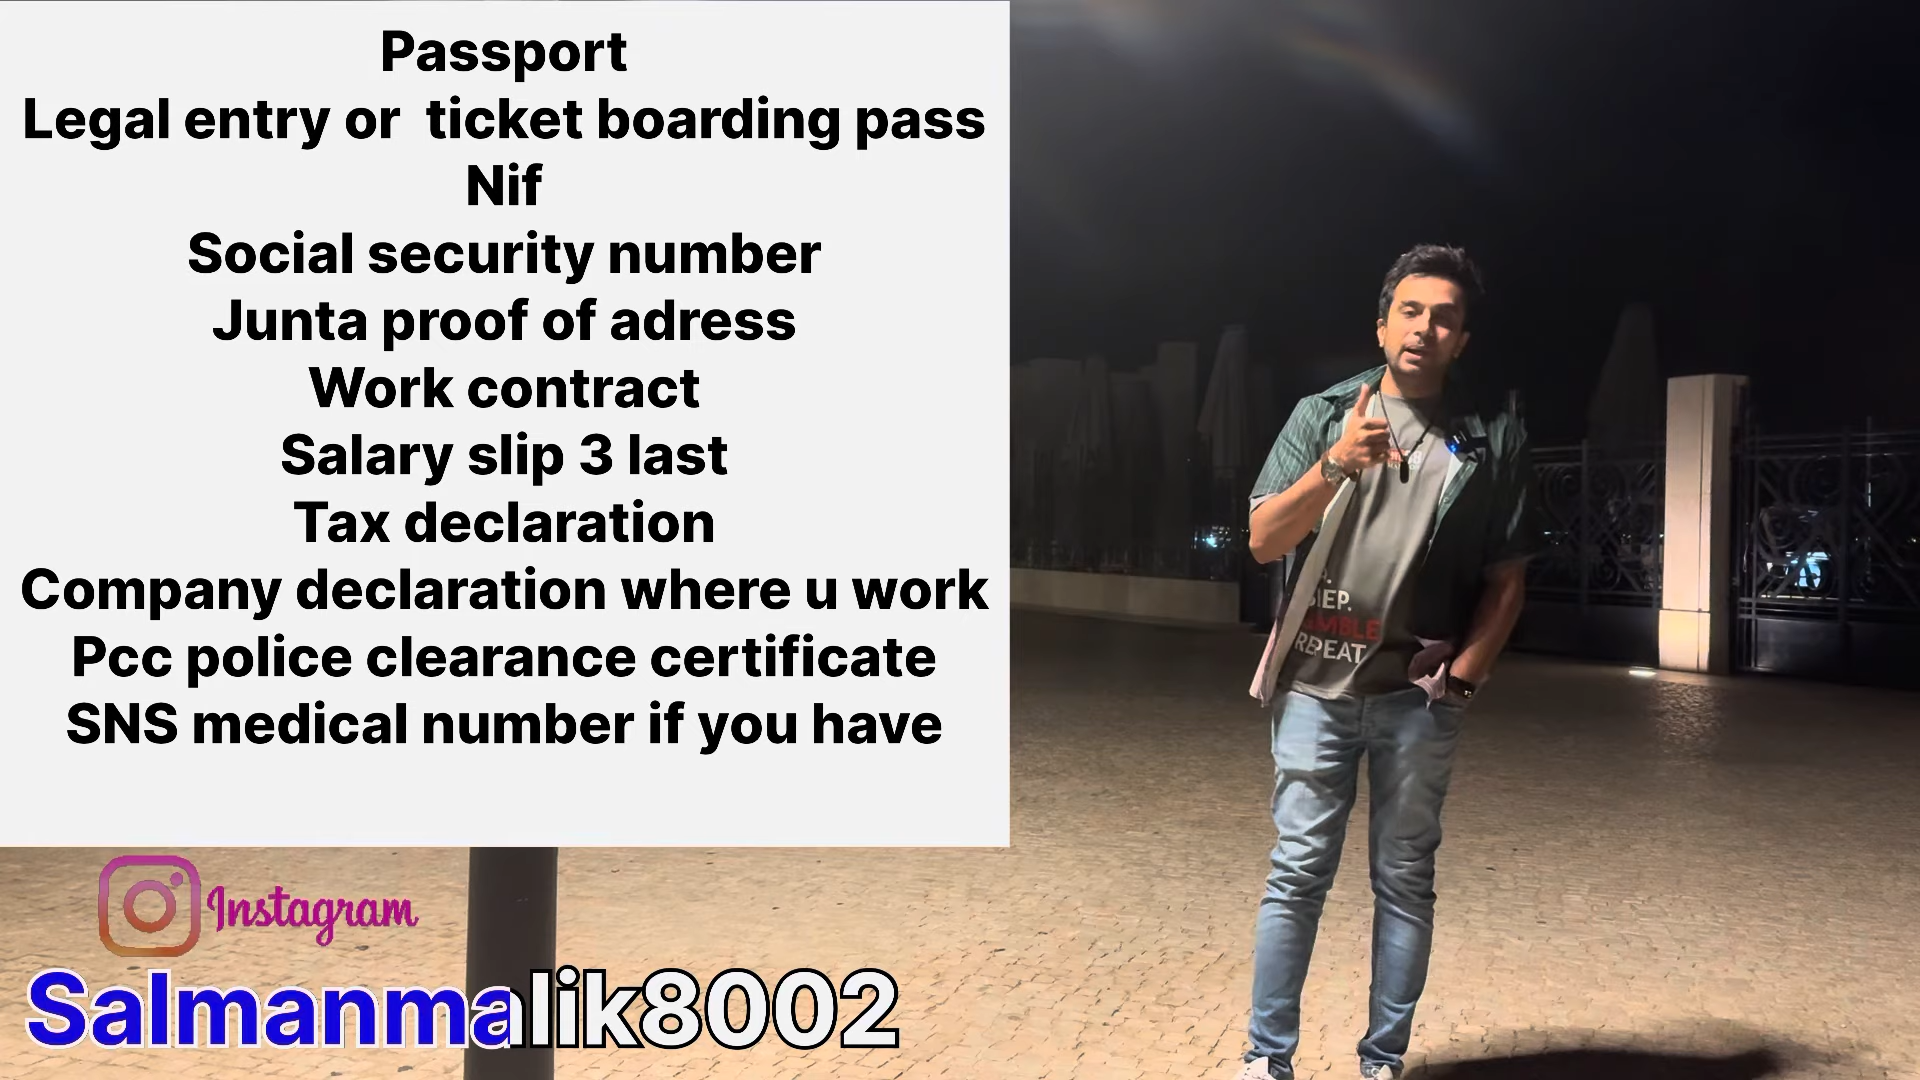 Passport
Legal entry or ticket boarding pass
Nif
Social security number
Junta proof of adress
Work contract
Salary slip 3 last
Tax declaration
Company declaration where u work
Pcc police clearance certificate
SNS medical number if you have
Instagram
Salmanmalik8002
REPEAT